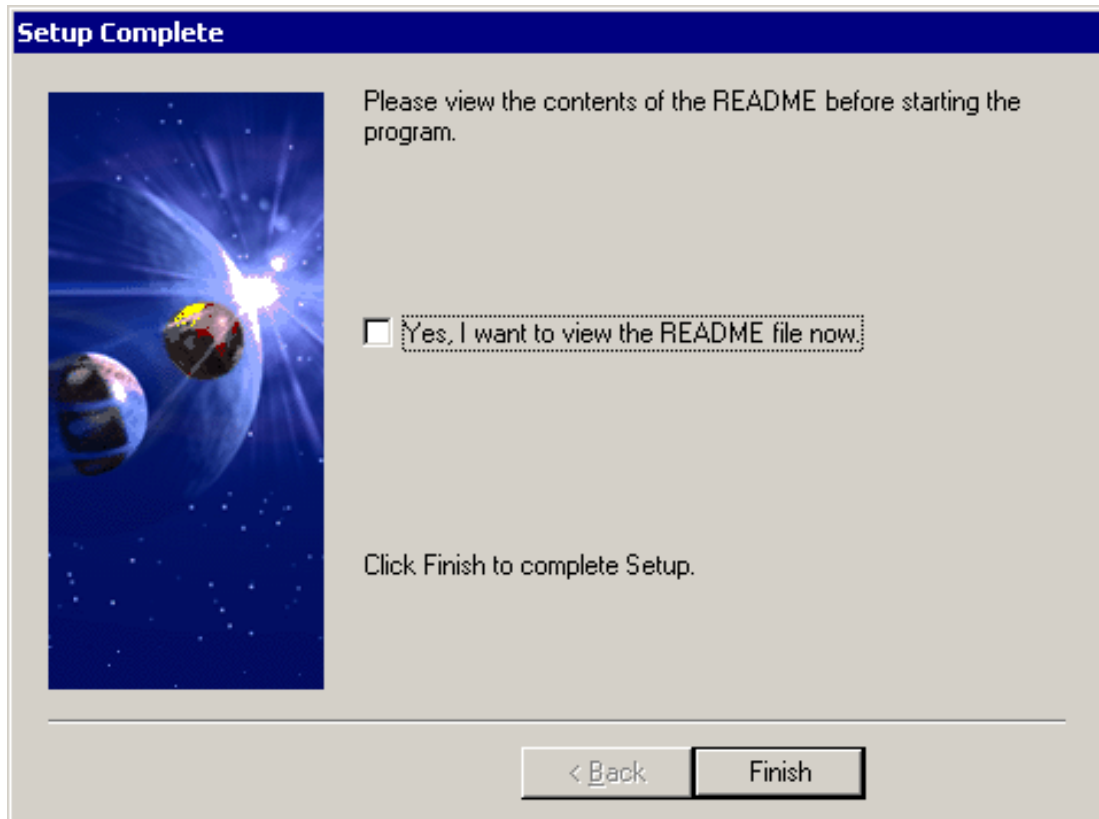 Setup Complete
Please view the contents of the README before starting the
program.
Yes, I want to view the README file now.
Click Finish to complete Setup.
< Back
Finish